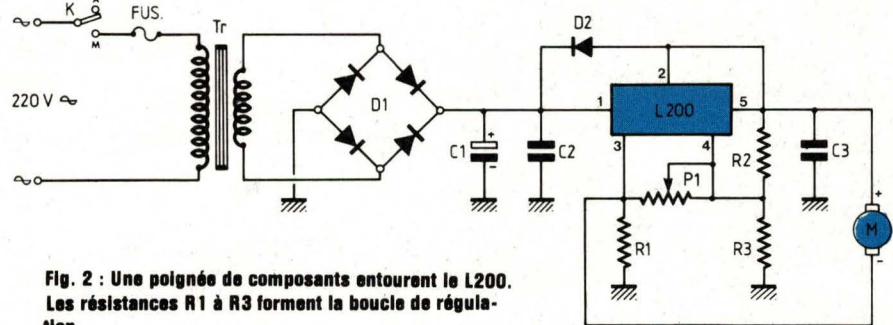 K
A
M
FUS.
Tr
220 V
D1
C1
+
-
C2
D2
1
2
L200
5
3
4
P1
R1
R2
R3
C3
+
M
-
Fig. 2 : Une poignée de composants entourent le L200.
Les résistances R1 à R3 forment la boucle de régula-